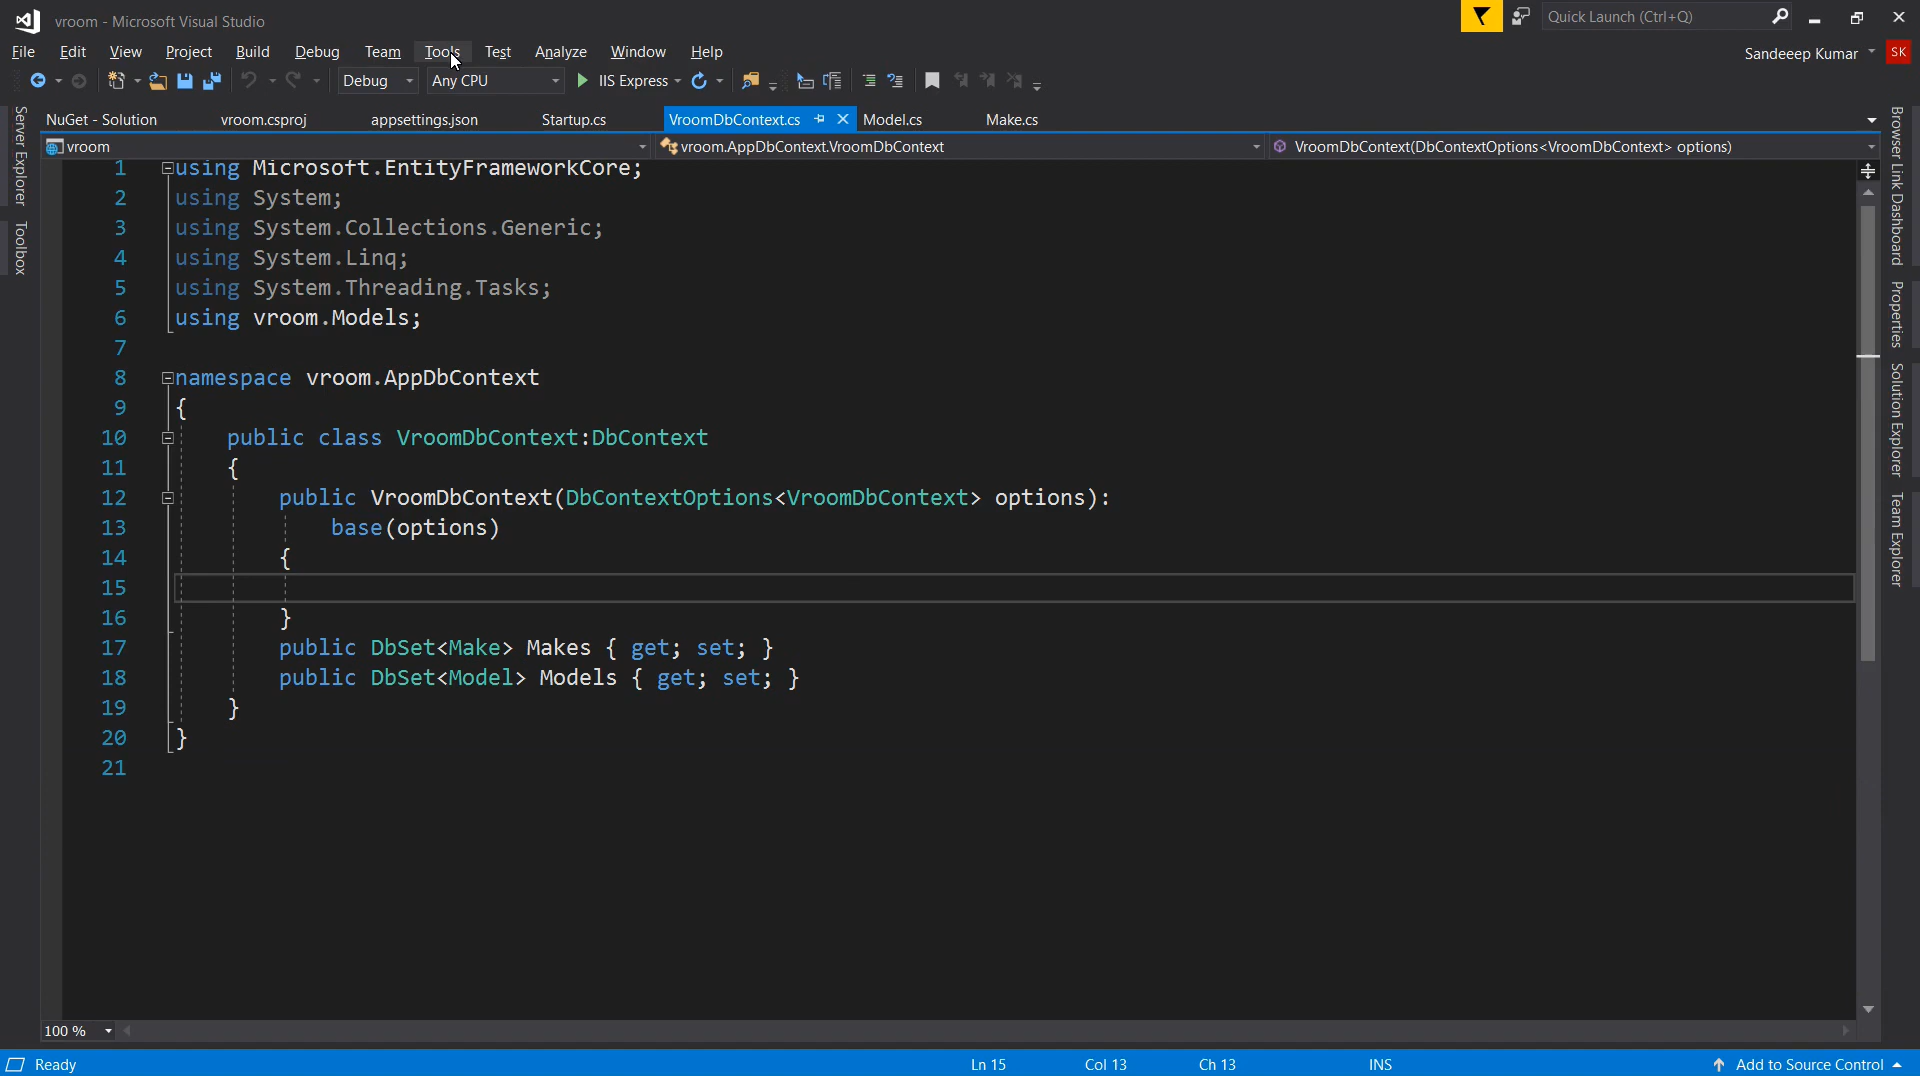 vroom - Microsoft Visual Studio
Quick Launch (Ctrl+Q)
File Edit View Project Build Debug Team Tools Test Analyze Window Help
Sandeeep Kumar SK
Debug Any CPU IIS Express
NuGet - Solution vroom.csproj appsettings.json Startup.cs VroomDbContext.cs Model.cs Make.cs
vroom vroom.AppDbContext.VroomDbContext VroomDbContext(DbContextOptions<VroomDbContext> options)
Server Explorer
Toolbox
1 using Microsoft.EntityFrameworkCore;
2 using System;
3 using System.Collections.Generic;
4 using System.Linq;
5 using System.Threading.Tasks;
6 using vroom.Models;
7
8 namespace vroom.AppDbContext
9 {
10 public class VroomDbContext:DbContext
11 {
12 public VroomDbContext(DbContextOptions<VroomDbContext> options):
13 base(options)
14 {
15
16 }
17 public DbSet<Make> Makes { get; set; }
18 public DbSet<Model> Models { get; set; }
19 }
20 }
21
Browser Link Dashboard
Properties
Solution Explorer
Team Explorer
100 %
Ready Ln 15 Col 13 Ch 13 INS Add to Source Control